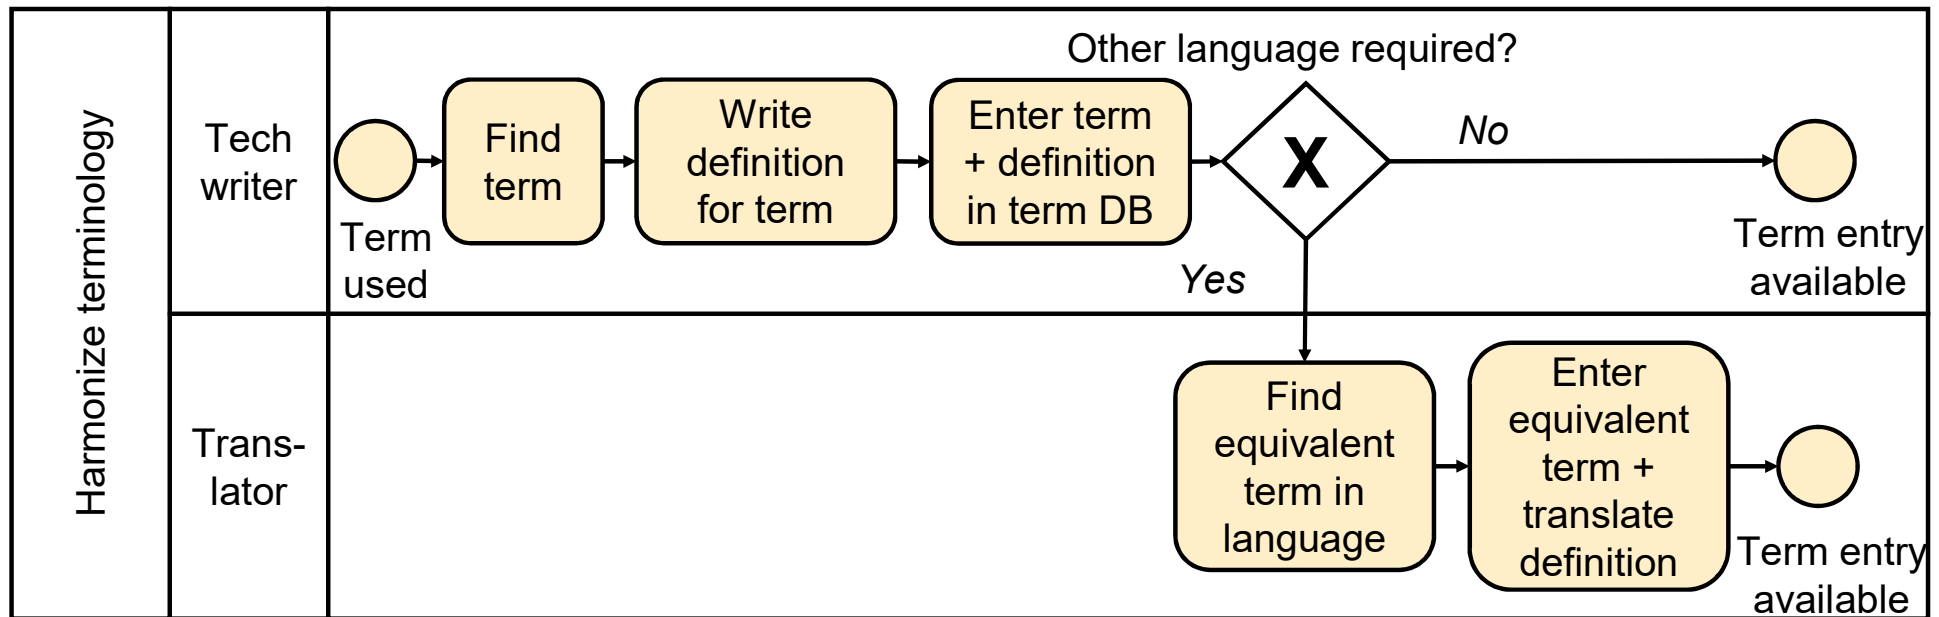 Harmonize terminology
Tech
writer
Term
used
Find
term
Write
definition
for term
Enter term
+ definition
in term DB
Other language required?
X
No
Yes
Term entry
available
Trans-
lator
Find
equivalent
term in
language
Enter
equivalent
term +
translate
definition
Term entry
available